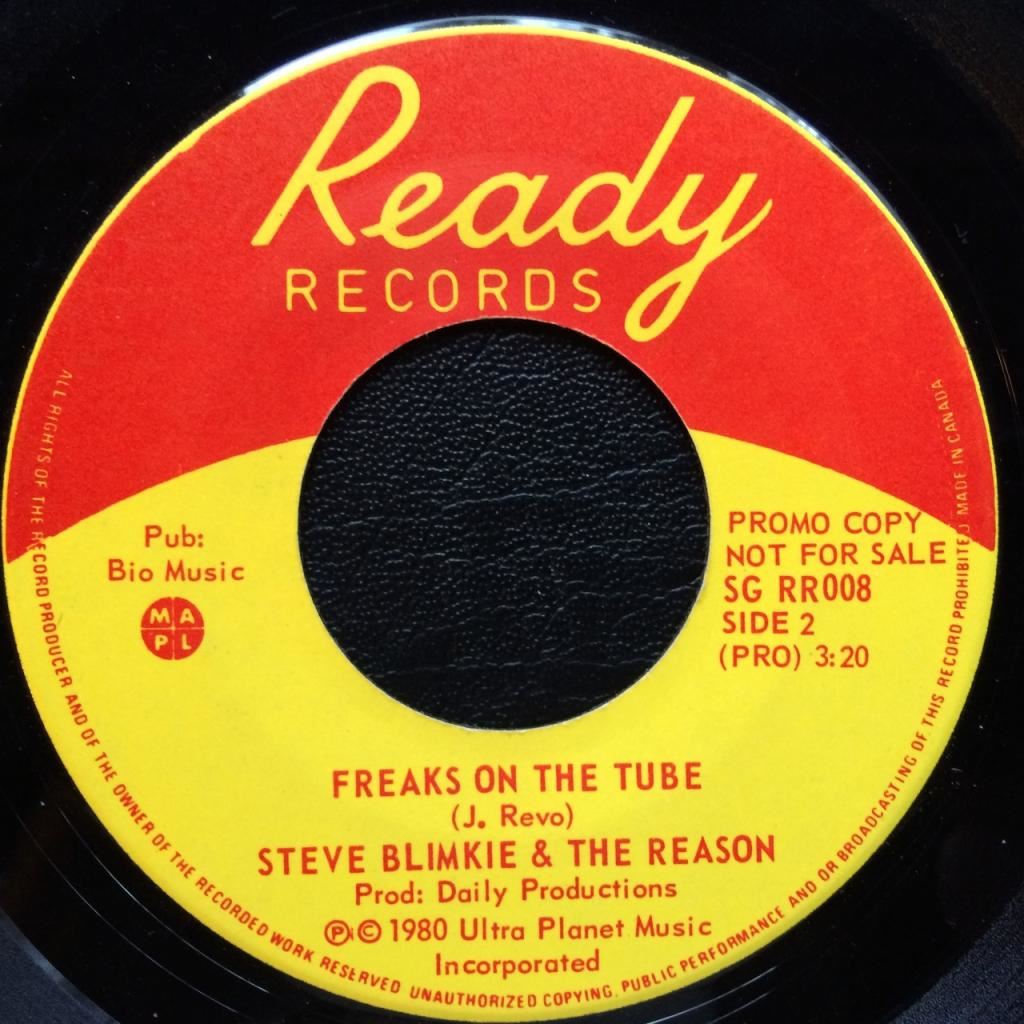 Ready
RECORDS
Pub:
Bio Music
MA
PL
PROMO COPY
NOT FOR SALE
SG RR008
SIDE 2
(PRO) 3:20
FREAKS ON THE TUBE
(J. Revo)
STEVE BLIMKIE & THE REASON
Prod: Daily Productions
℗© 1980 Ultra Planet Music
Incorporated
ALL RIGHTS OF THE RECORD PRODUCER AND OF THE OWNER OF THE RECORDED WORK RESERVED UNAUTHORIZED COPYING, PUBLIC PERFORMANCE AND OR BROADCASTING OF THIS RECORD PROHIBITED MADE IN CANADA